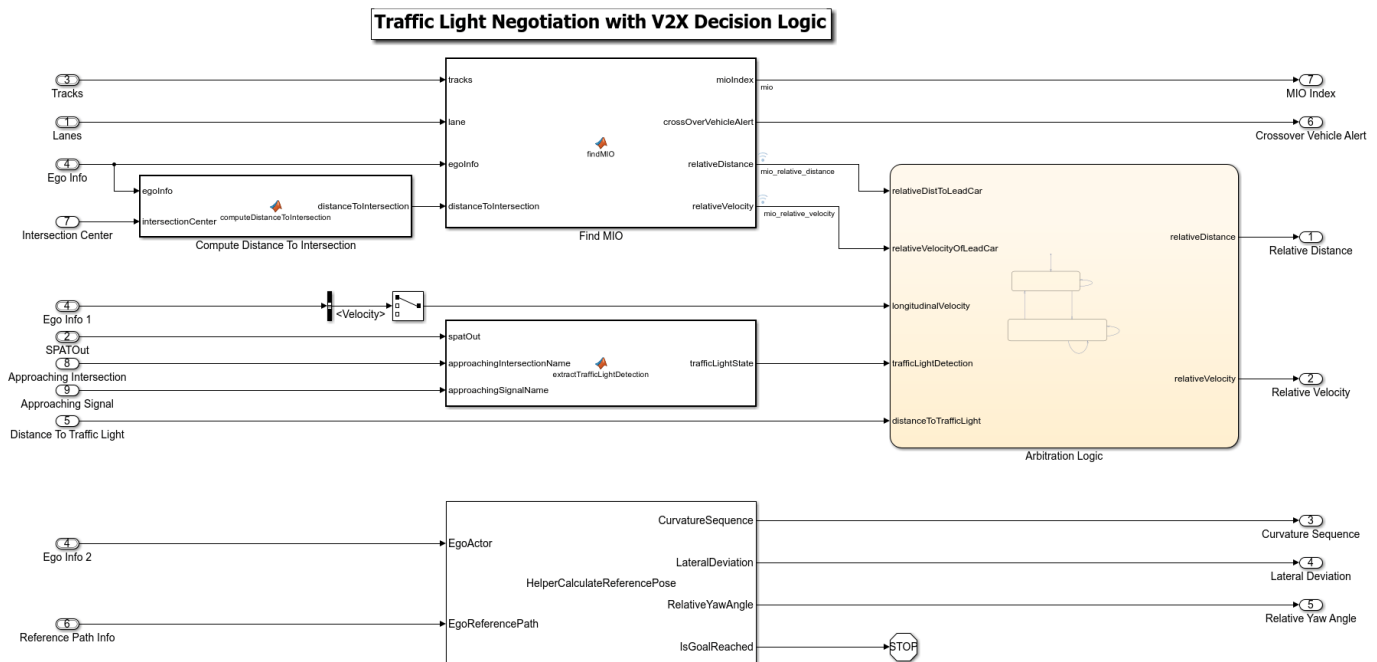 Traffic Light Negotiation with V2X Decision Logic
3
Tracks
1
Lanes
4
Ego Info
7
Intersection Center
egoInfo
intersectionCenter
computeDistanceToIntersection
distanceToIntersection
Compute Distance To Intersection
tracks
lane
egoInfo
distanceToIntersection
findMIO
mioIndex
crossOverVehicleAlert
relativeDistance
relativeVelocity
Find MIO
mio
mio_relative_distance
mio_relative_velocity
7
MIO Index
6
Crossover Vehicle Alert
4
Ego Info 1
<Velocity>
2
SPATOut
8
Approaching Intersection
9
Approaching Signal
5
Distance To Traffic Light
spatOut
approachingIntersectionName
approachingSignalName
extractTrafficLightDetection
trafficLightState
relativeDistToLeadCar
relativeVelocityOfLeadCar
longitudinalVelocity
trafficLightDetection
distanceToTrafficLight
relativeDistance
relativeVelocity
Arbitration Logic
1
Relative Distance
2
Relative Velocity
4
Ego Info 2
6
Reference Path Info
EgoActor
EgoReferencePath
HelperCalculateReferencePose
CurvatureSequence
LateralDeviation
RelativeYawAngle
IsGoalReached
3
Curvature Sequence
4
Lateral Deviation
5
Relative Yaw Angle
STOP